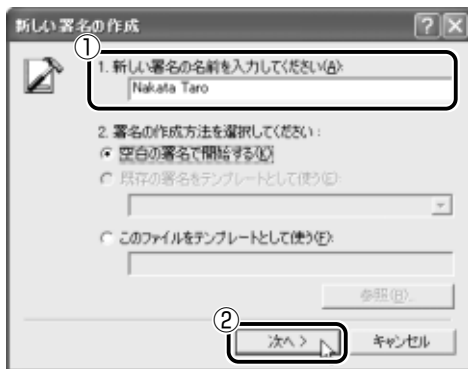 新しい署名の作成
①
1. 新しい署名の名前を入力してください(A):
Nakata Taro
2. 署名の作成方法を選択してください:
空白の署名で開始する(K)
既存の署名をテンプレートとして使う(E):
このファイルをテンプレートとして使う(F):
参照(B)...
②
次へ > キャンセル